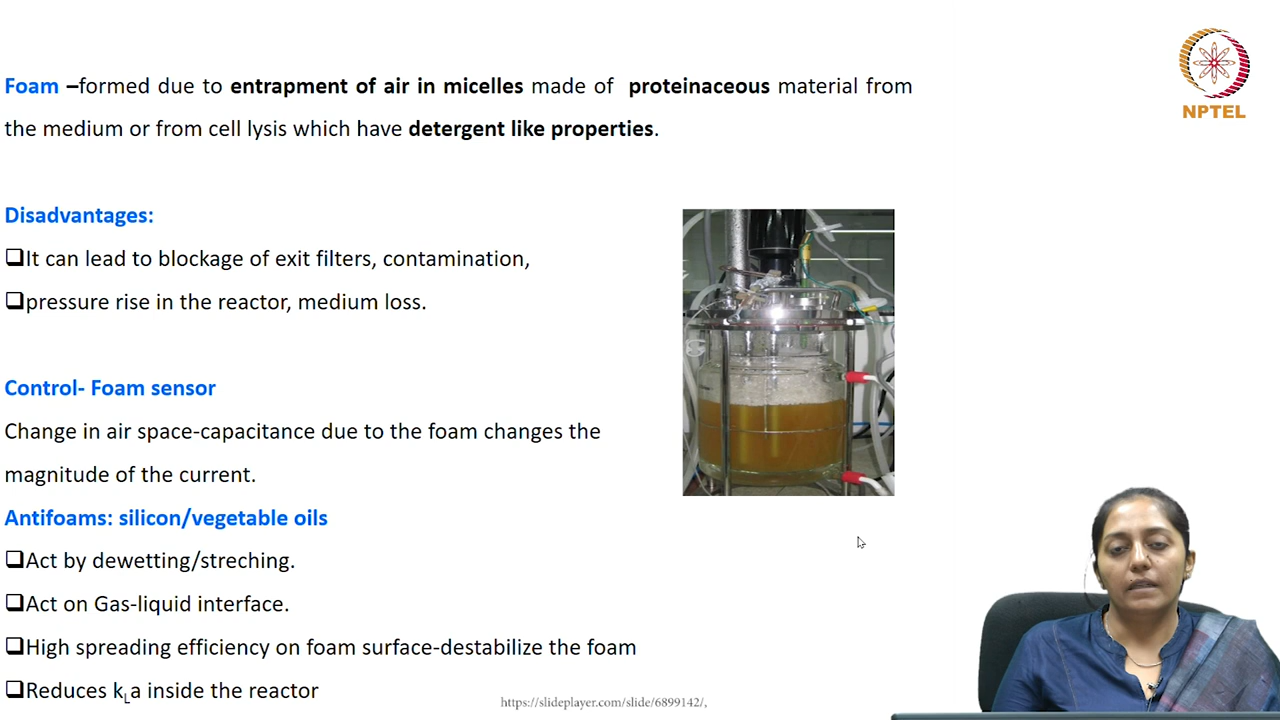 Foam –formed due to entrapment of air in micelles made of proteinaceous material from
the medium or from cell lysis which have detergent like properties.
NPTEL
Disadvantages:
❑It can lead to blockage of exit filters, contamination,
❑pressure rise in the reactor, medium loss.
Control- Foam sensor
Change in air space-capacitance due to the foam changes the
magnitude of the current.
Antifoams: silicon/vegetable oils
❑Act by dewetting/streching.
❑Act on Gas-liquid interface.
❑High spreading efficiency on foam surface-destabilize the foam
❑Reduces kLa inside the reactor
https://slideplayer.com/slide/6899142/,